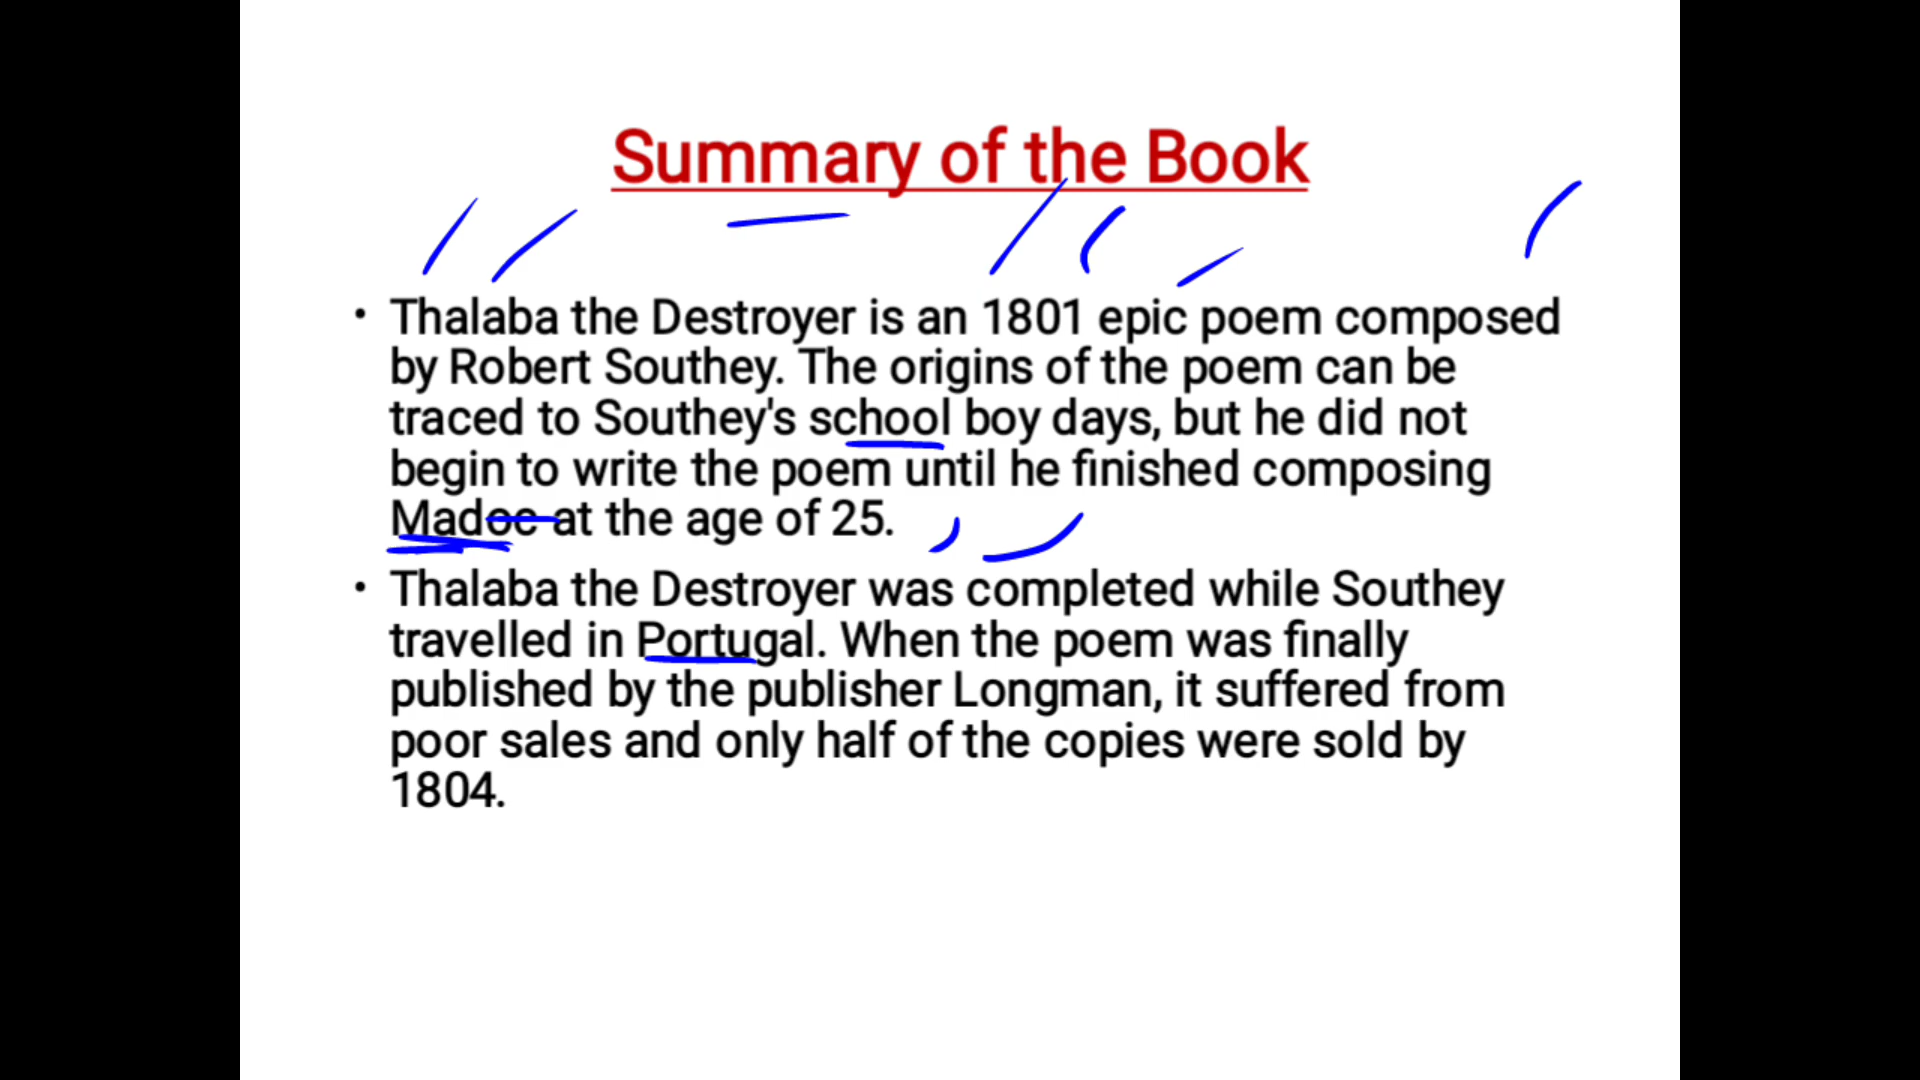 Summary of the Book
• Thalaba the Destroyer is an 1801 epic poem composed
by Robert Southey. The origins of the poem can be
traced to Southey's school boy days, but he did not
begin to write the poem until he finished composing
Madoc at the age of 25.
• Thalaba the Destroyer was completed while Southey
travelled in Portugal. When the poem was finally
published by the publisher Longman, it suffered from
poor sales and only half of the copies were sold by
1804.